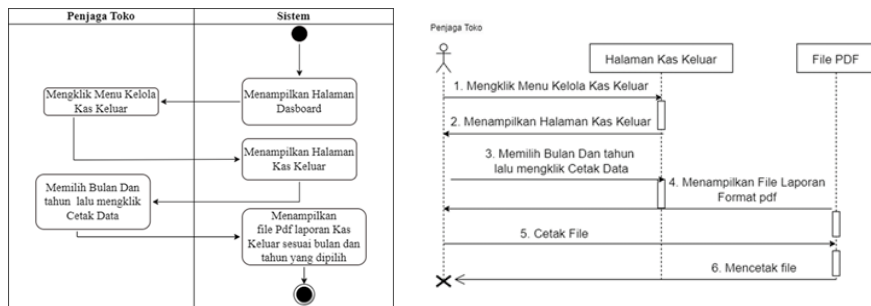 Penjaga Toko
Sistem
Menampilkan Halaman
Dasboard
Mengklik Menu Kelola
Kas Keluar
Menampilkan Halaman
Kas Keluar
Memilih Bulan Dan
tahun lalu mengklik
Cetak Data
Menampilkan
file Pdf laporan Kas
Keluar sesuai bulan dan
tahun yang dipilih
Penjaga Toko
Halaman Kas Keluar
File PDF
1. Mengklik Menu Kelola Kas Keluar
2. Menampilkan Halaman Kas Keluar
3. Memilih Bulan Dan tahun
lalu mengklik Cetak Data
4. Menampilkan File Laporan
Format pdf
5. Cetak File
6. Mencetak file